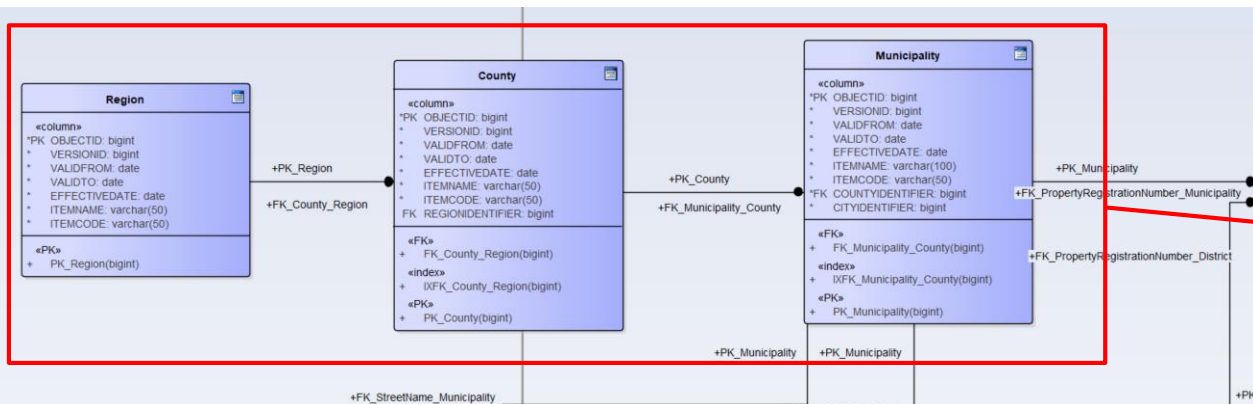 Region
«column»
*PK OBJECTID: bigint
* VERSIONID: bigint
* VALIDFROM: date
* VALIDTO: date
* EFFECTIVEDATE: date
* ITEMNAME: varchar(50)
* ITEMCODE: varchar(50)
«PK»
+ PK_Region(bigint)
+PK_Region
+FK_County_Region
County
«column»
*PK OBJECTID: bigint
* VERSIONID: bigint
* VALIDFROM: date
* VALIDTO: date
* EFFECTIVEDATE: date
* ITEMNAME: varchar(50)
* ITEMCODE: varchar(50)
FK REGIONIDENTIFIER: bigint
«FK»
+ FK_County_Region(bigint)
«index»
+ IXFK_County_Region(bigint)
«PK»
+ PK_County(bigint)
+PK_County
+FK_Municipality_County
Municipality
«column»
*PK OBJECTID: bigint
* VERSIONID: bigint
* VALIDFROM: date
* VALIDTO: date
* EFFECTIVEDATE: date
* ITEMNAME: varchar(100)
* ITEMCODE: varchar(50)
*FK COUNTYIDENTIFIER: bigint
* CITYIDENTIFIER: bigint
«FK»
+ FK_Municipality_County(bigint)
«index»
+ IXFK_Municipality_County(bigint)
«PK»
+ PK_Municipality(bigint)
+PK_Municipality
+FK_PropertyRegistrationNumber_Municipality
+FK_PropertyRegistrationNumber_District
+PK_Municipality
+PK_Municipality
+FK_StreetName_Municipality
+PK